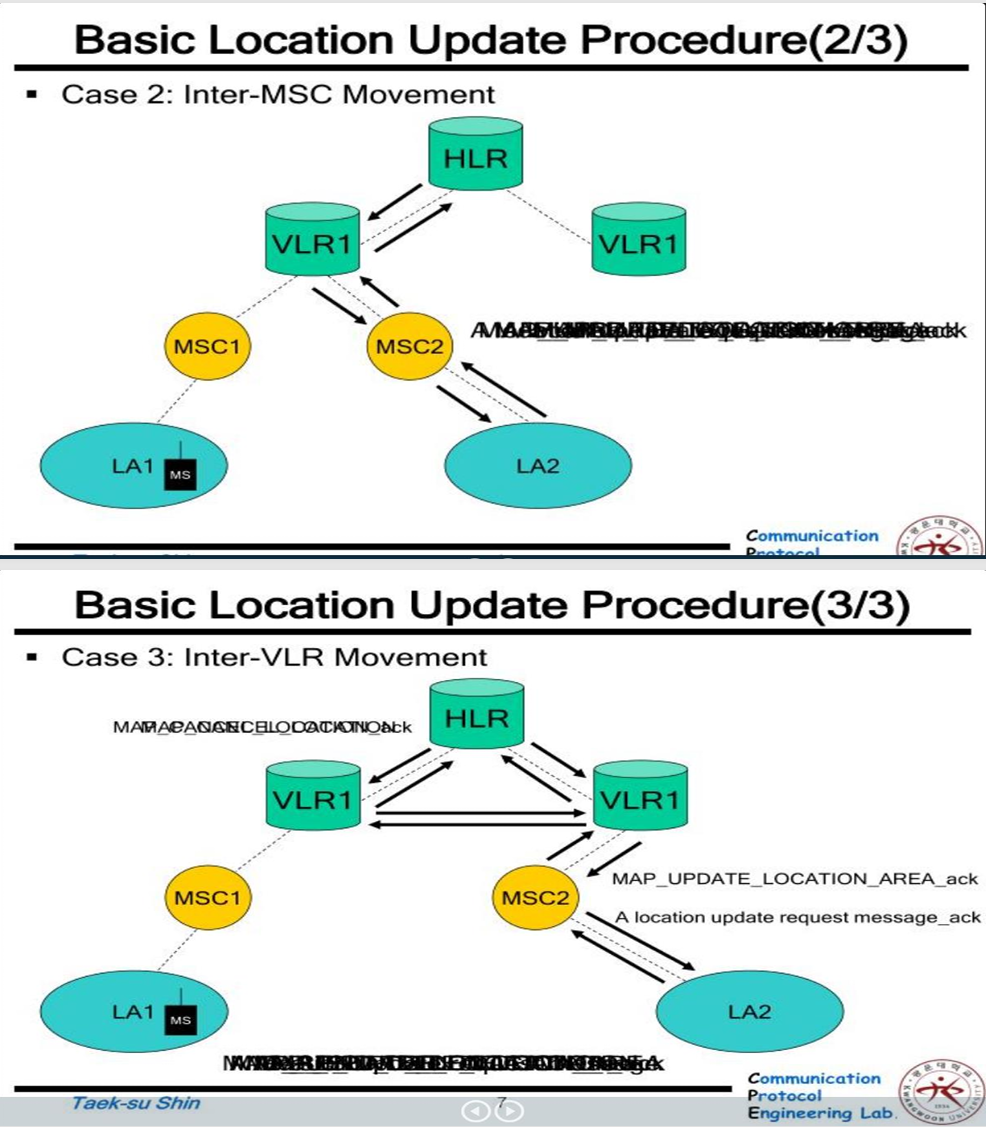 Basic Location Update Procedure(2/3)
Case 2: Inter-MSC Movement
HLR
VLR1
VLR1
MSC1
MSC2
LA1
MS
LA2
Communication
Protocol
Basic Location Update Procedure(3/3)
Case 3: Inter-VLR Movement
HLR
VLR1
VLR1
MSC1
MSC2
MAP_UPDATE_LOCATION_AREA_ack
A location update request message_ack
LA1
MS
LA2
Taek-su Shin
7
Communication
Protocol
Engineering Lab.